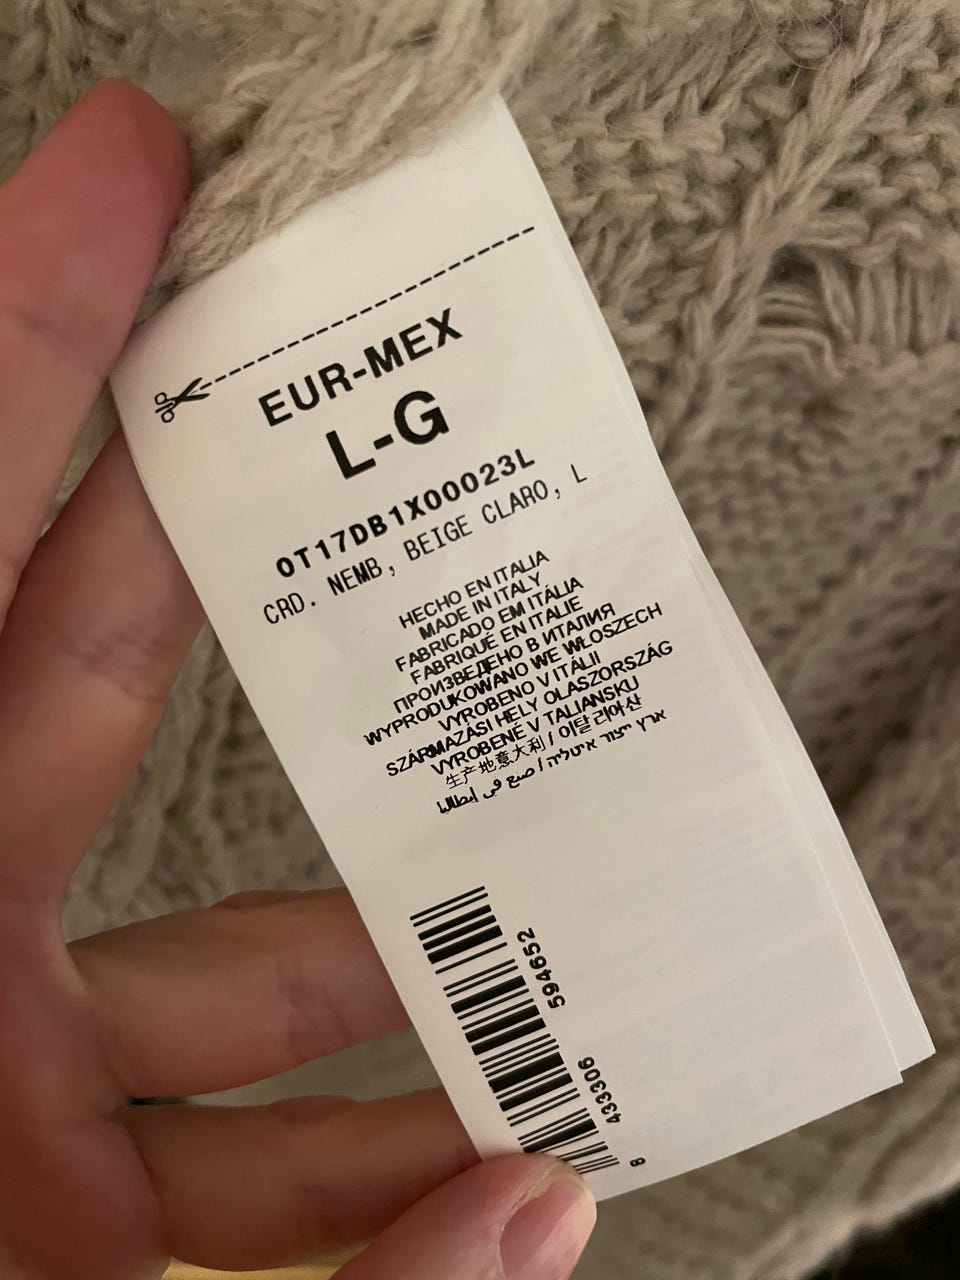 EUR-MEX
L-G
0T17DB1X00023L
CRD. NEMB, BEIGE CLARO, L
HECHO EN ITALIA
MADE IN ITALY
FABRICADO EM ITÁLIA
FABRIQUÉ EN ITALIE
ПРОИЗВЕДЕНО В ИТАЛИЯ
WYPRODUKOWANO WE WŁOSZECH
VYROBENO V ITÁLII
SZÁRMAZÁSI HELY OLASZORSZÁG
VYROBENÉ V TALIANSKU
生产地意大利 / 이탈리아산
ארץ ייצור איטליה / صنع في إيطاليا
8 433306 594652